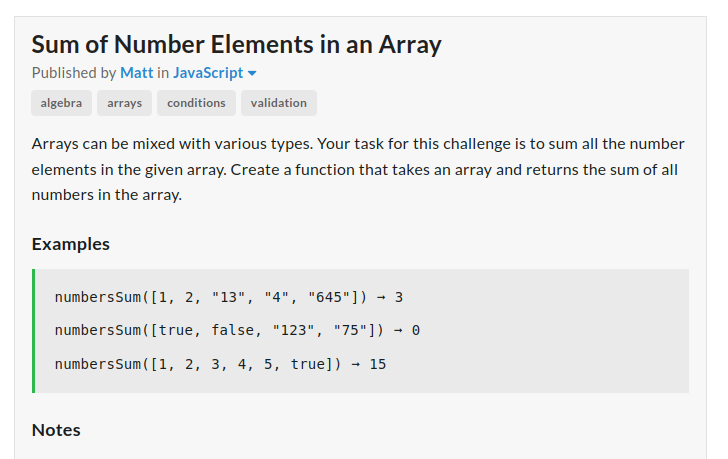 Sum of Number Elements in an Array
Published by Matt in JavaScript
algebra arrays conditions validation
Arrays can be mixed with various types. Your task for this challenge is to sum all the number
elements in the given array. Create a function that takes an array and returns the sum of all
numbers in the array.
Examples
numbersSum([1, 2, "13", "4", "645"]) → 3
numbersSum([true, false, "123", "75"]) → 0
numbersSum([1, 2, 3, 4, 5, true]) → 15
Notes